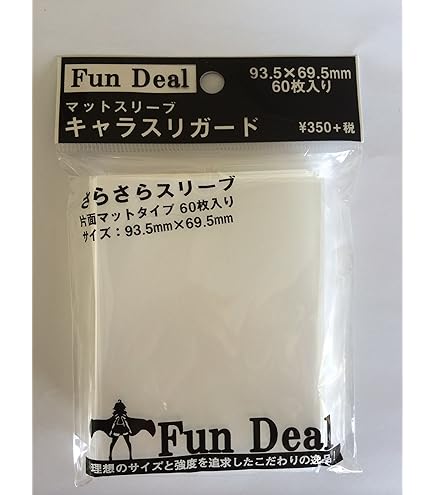 Fun Deal
93.5×69.5mm
60枚入り
マットスリーブ
キャラスリガード
¥350+税
さらさらスリーブ
片面マットタイプ 60枚入り
サイズ：93.5mm×69.5mm
Fun Deal
理想のサイズと強度を追求したこだわりの逸品